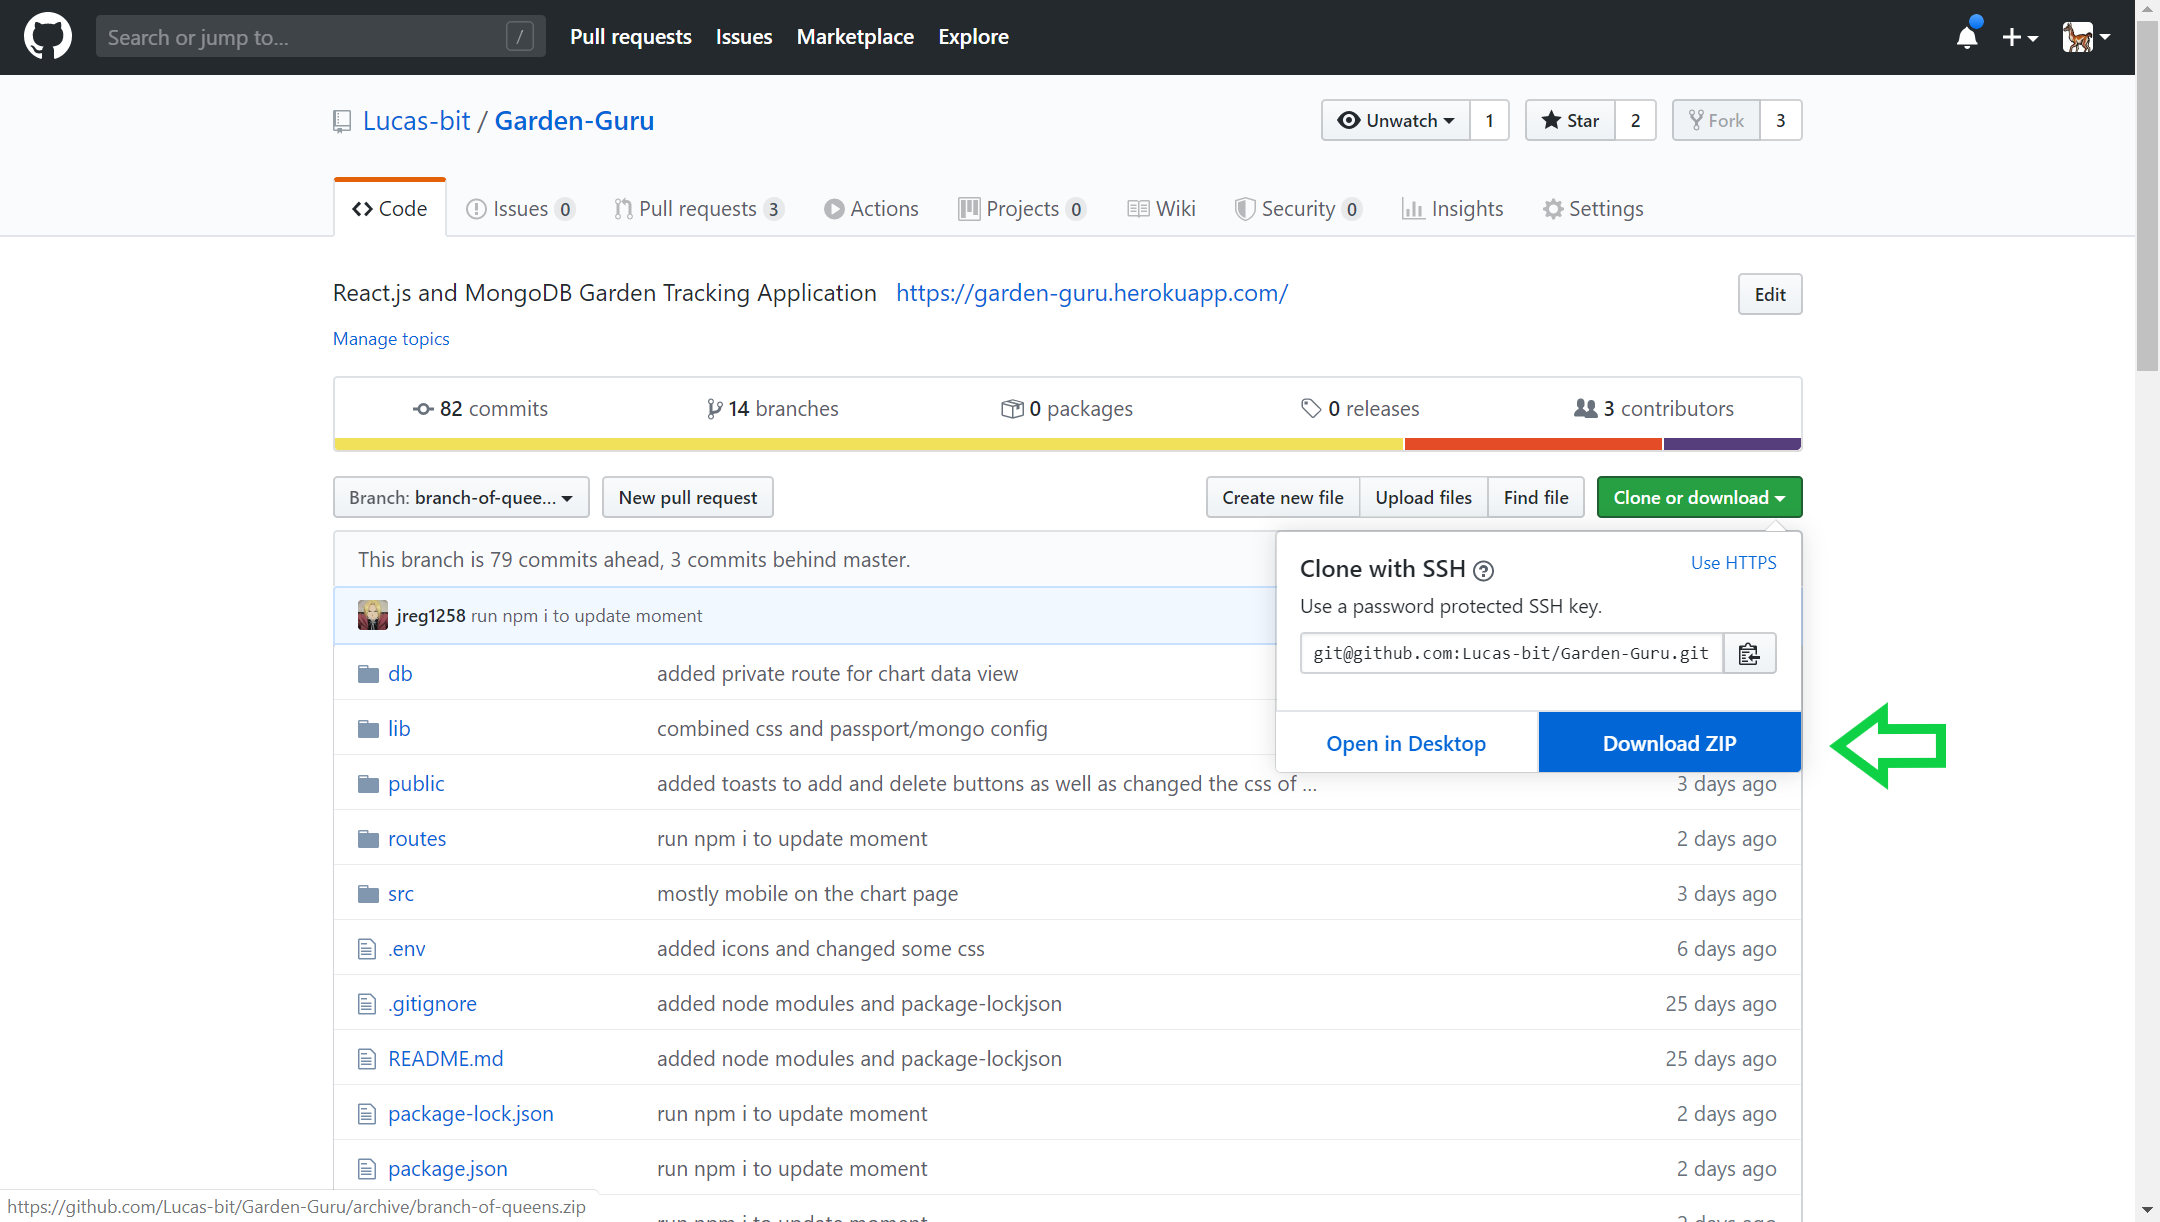 Search or jump to... /
Pull requests Issues Marketplace Explore
Lucas-bit / Garden-Guru
Unwatch 1 Star 2 Fork 3
Code Issues 0 Pull requests 3 Actions Projects 0 Wiki Security 0 Insights Settings
React.js and MongoDB Garden Tracking Application https://garden-guru.herokuapp.com/
Edit
Manage topics
82 commits 14 branches 0 packages 0 releases 3 contributors
Branch: branch-of-quee... New pull request Create new file Upload files Find file Clone or download
This branch is 79 commits ahead, 3 commits behind master.
Clone with SSH ? Use HTTPS
Use a password protected SSH key.
git@github.com:Lucas-bit/Garden-Guru.git
Open in Desktop Download ZIP
jreg1258 run npm i to update moment
db added private route for chart data view
lib combined css and passport/mongo config
public added toasts to add and delete buttons as well as changed the css of ... 3 days ago
routes run npm i to update moment 2 days ago
src mostly mobile on the chart page 3 days ago
.env added icons and changed some css 6 days ago
.gitignore added node modules and package-lockjson 25 days ago
README.md added node modules and package-lockjson 25 days ago
package-lock.json run npm i to update moment 2 days ago
package.json run npm i to update moment 2 days ago
https://github.com/Lucas-bit/Garden-Guru/archive/branch-of-queens.zip